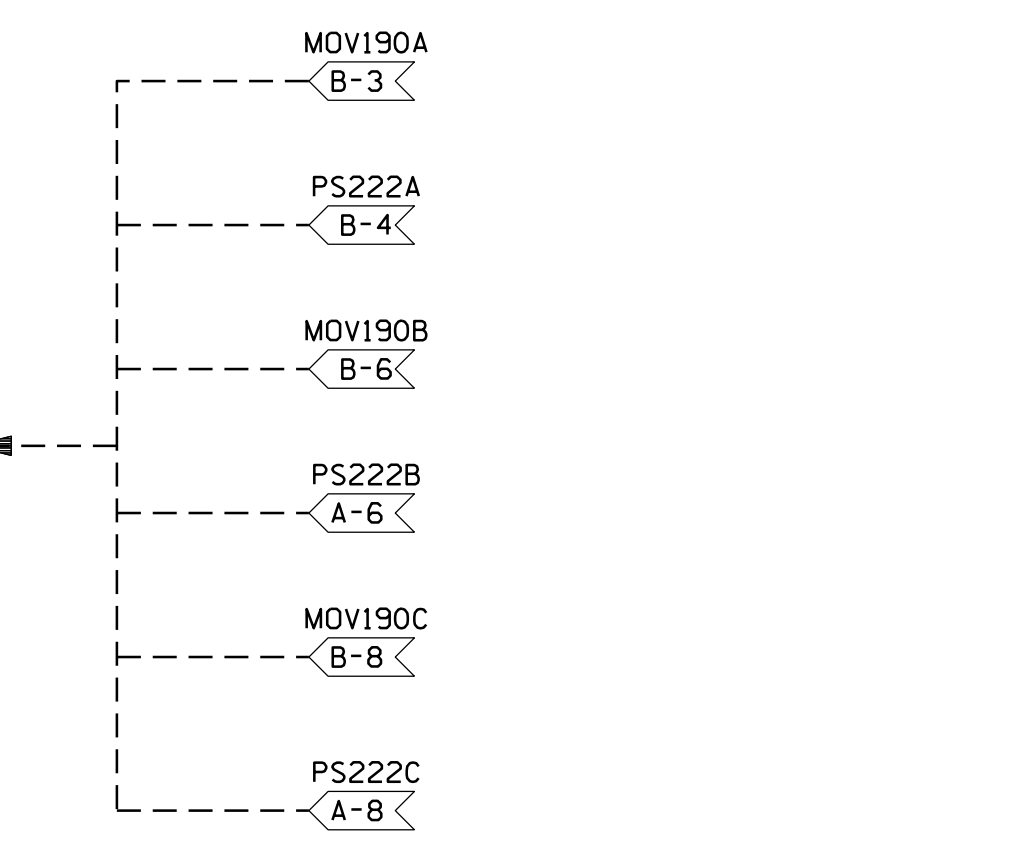 MOV190A
B-3
PS222A
B-4
MOV190B
B-6
PS222B
A-6
MOV190C
B-8
PS222C
A-8